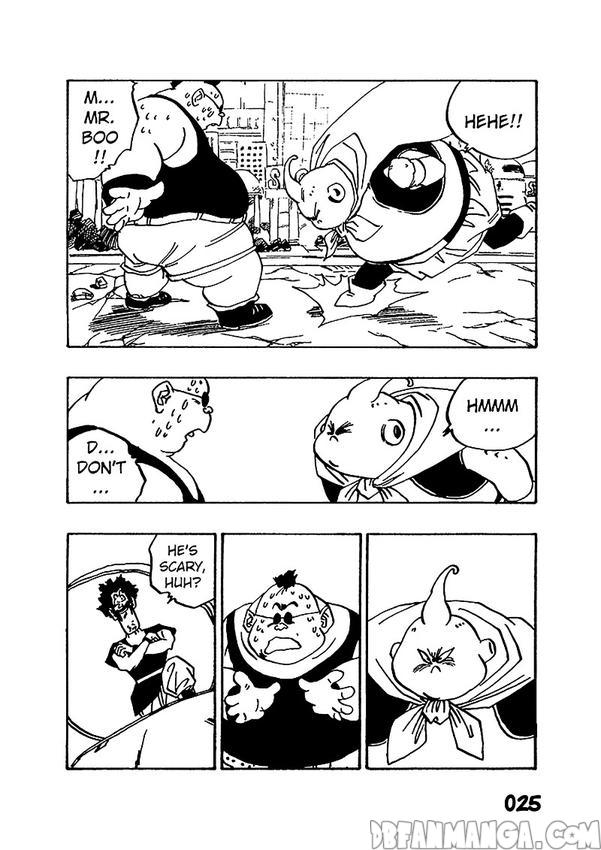 M...
MR.
BOO
!!
HEHE!!
D...
DON'T
...
HMMM
...
HE'S
SCARY,
HUH?
025
DBFANMANGA.COM